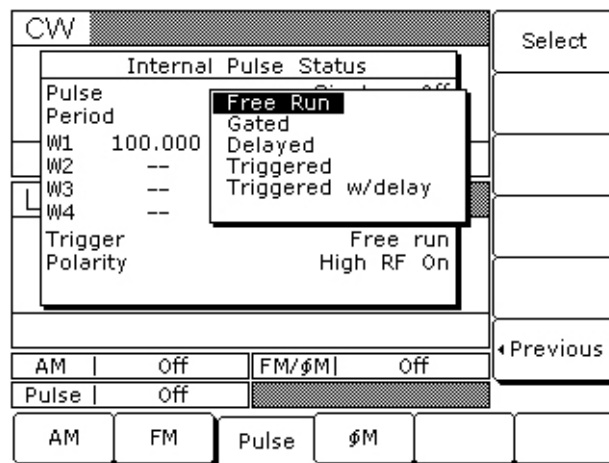 CW
Select
Internal Pulse Status
Pulse
Period
W1 100.000
W2 --
W3 --
W4 --
Free Run
Gated
Delayed
Triggered
Triggered w/delay
L
Trigger Free run
Polarity High RF On
Previous
AM Off FM/ϕM Off
Pulse Off
AM FM Pulse ϕM